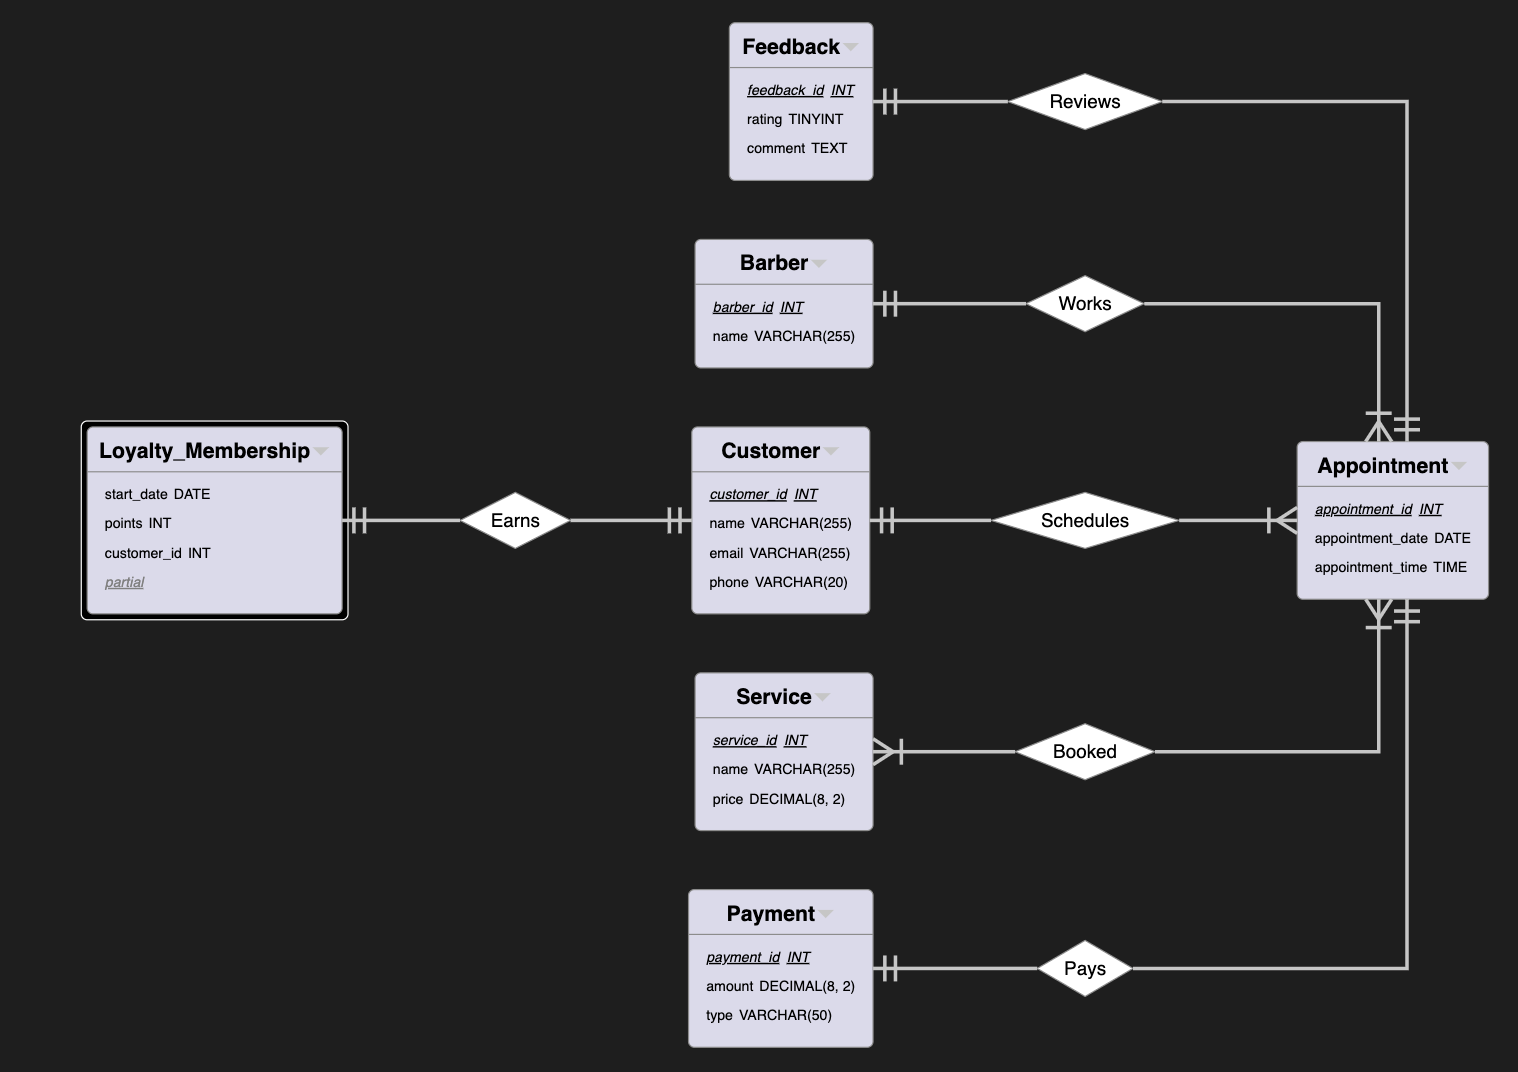 Feedback
feedback_id INT
rating TINYINT
comment TEXT
Reviews
Barber
barber_id INT
name VARCHAR(255)
Works
Loyalty_Membership
start_date DATE
points INT
customer_id INT
partial
Earns
Customer
customer_id INT
name VARCHAR(255)
email VARCHAR(255)
phone VARCHAR(20)
Schedules
Appointment
appointment_id INT
appointment_date DATE
appointment_time TIME
Service
service_id INT
name VARCHAR(255)
price DECIMAL(8, 2)
Booked
Payment
payment_id INT
amount DECIMAL(8, 2)
type VARCHAR(50)
Pays